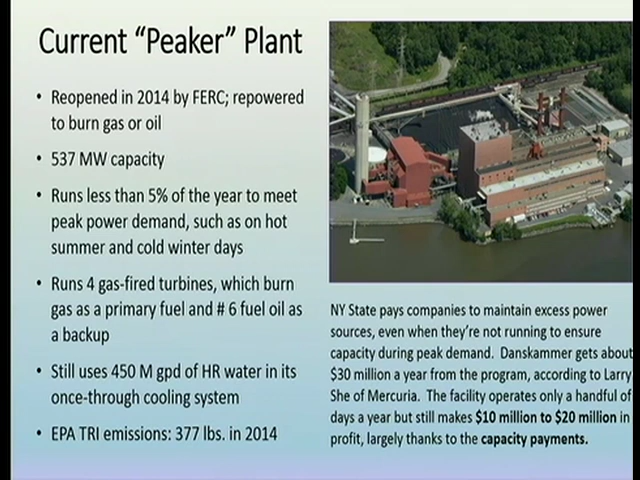 Current “Peaker” Plant
• Reopened in 2014 by FERC; repowered
to burn gas or oil
• 537 MW capacity
• Runs less than 5% of the year to meet
peak power demand, such as on hot
summer and cold winter days
• Runs 4 gas-fired turbines, which burn
gas as a primary fuel and # 6 fuel oil as
a backup
• Still uses 450 M gpd of HR water in its
once-through cooling system
• EPA TRI emissions: 377 lbs. in 2014
NY State pays companies to maintain excess power
sources, even when they’re not running to ensure
capacity during peak demand. Danskammer gets about
$30 million a year from the program, according to Larry
She of Mercuria. The facility operates only a handful of
days a year but still makes $10 million to $20 million in
profit, largely thanks to the capacity payments.